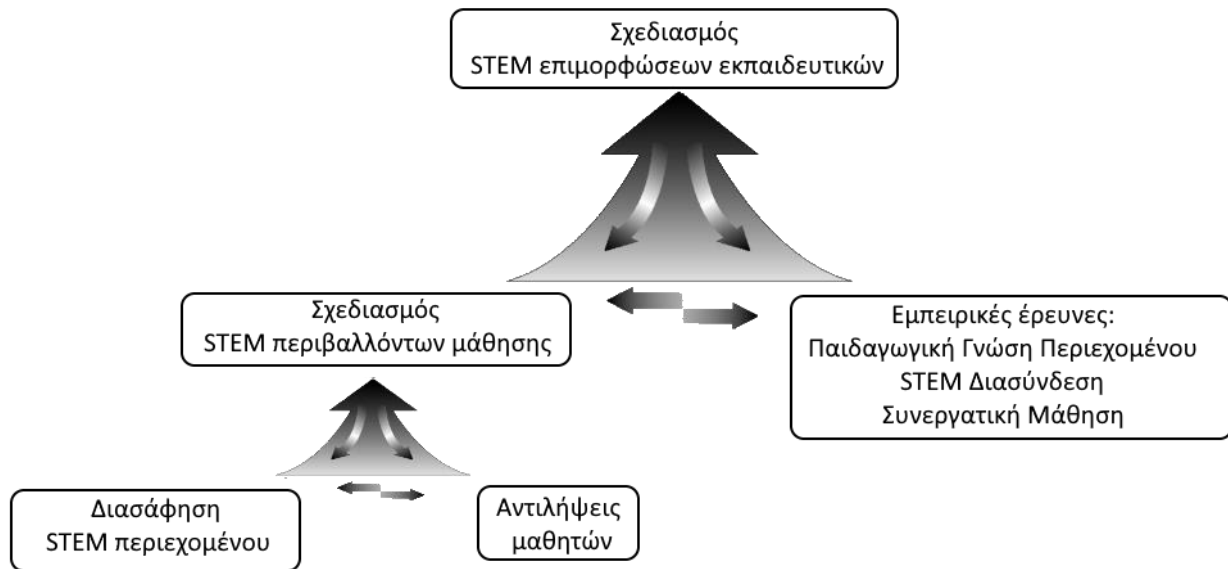 Σχεδιασμός
STEM επιμορφώσεων εκπαιδευτικών
Σχεδιασμός
STEM περιβαλλόντων μάθησης
Εμπειρικές έρευνες:
Παιδαγωγική Γνώση Περιεχομένου
STEM Διασύνδεση
Συνεργατική Μάθηση
Διασάφηση
STEM περιεχομένου
Αντιλήψεις
μαθητών